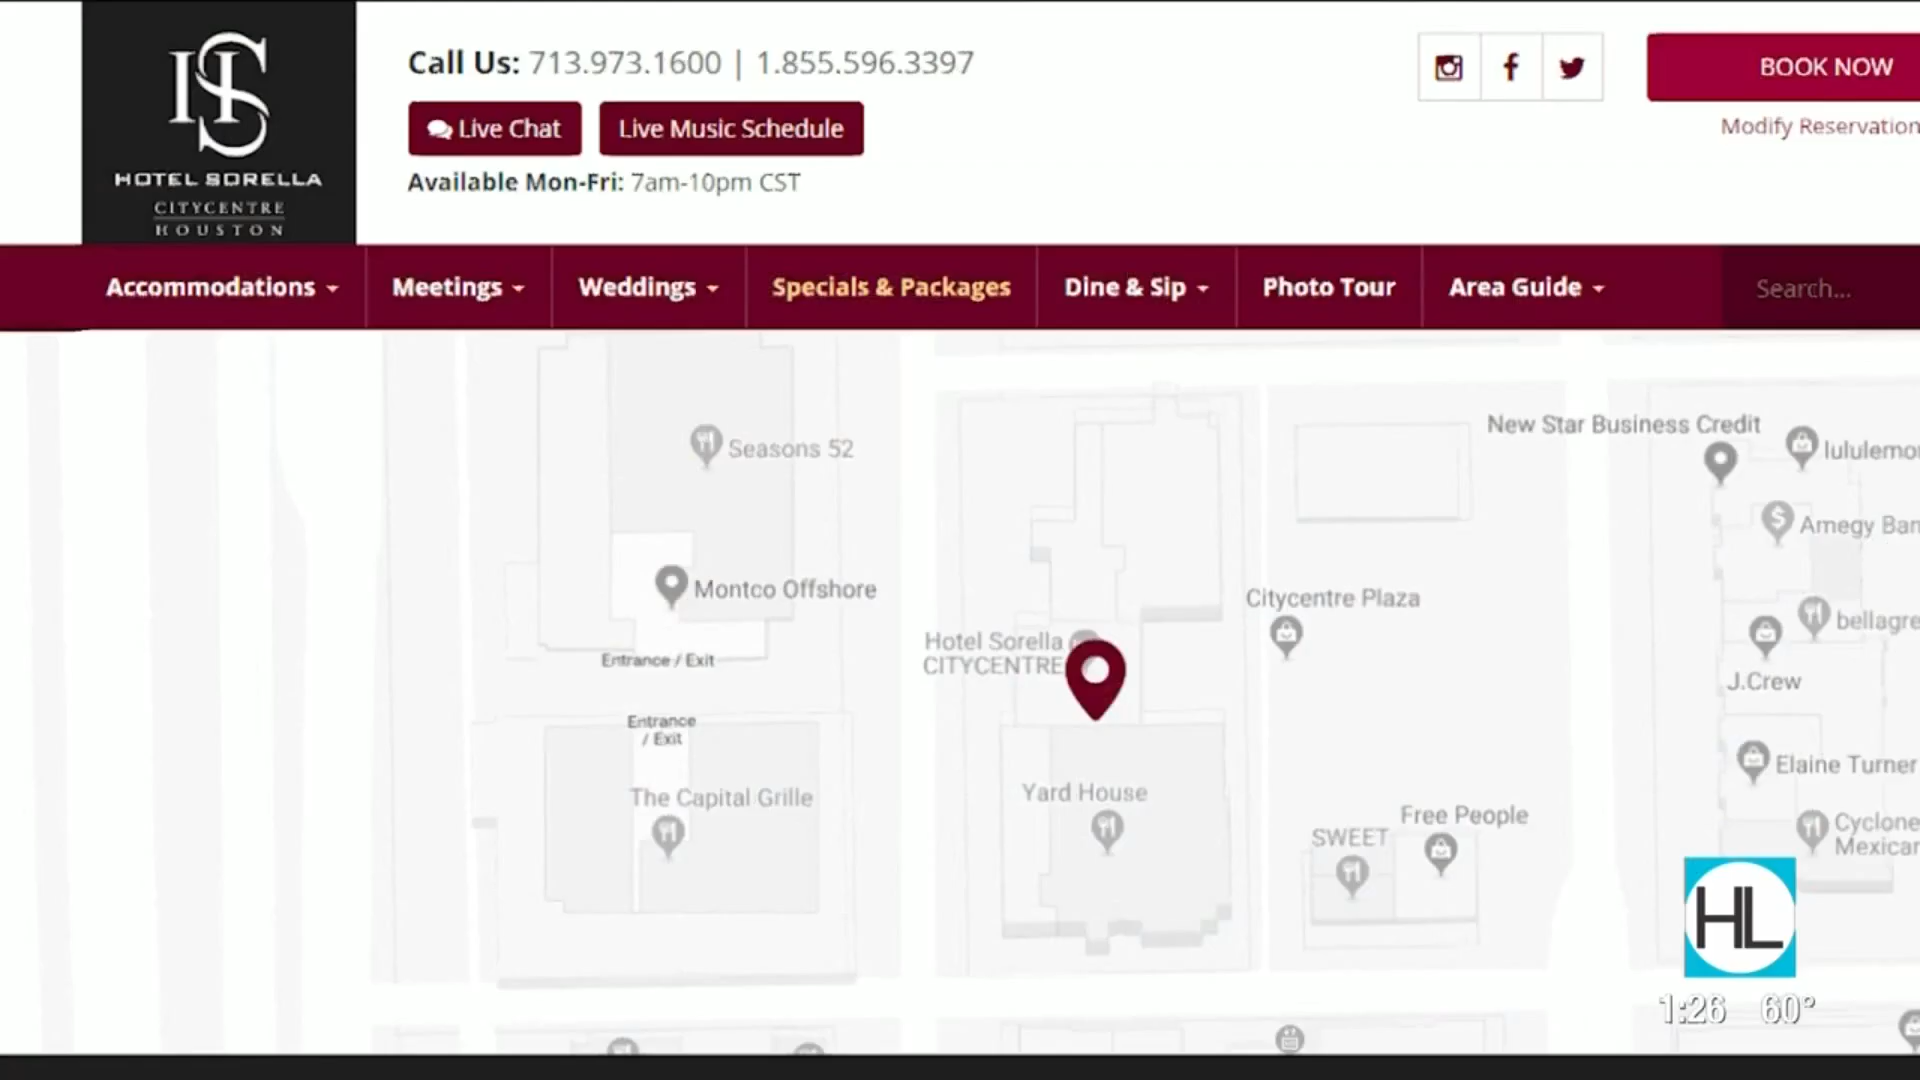 HS
HOTEL SORELLA
CITYCENTRE
HOUSTON
Call Us: 713.973.1600 | 1.855.596.3397
Live Chat
Live Music Schedule
Available Mon-Fri: 7am-10pm CST
BOOK NOW
Modify Reservation
Accommodations
Meetings
Weddings
Specials & Packages
Dine & Sip
Photo Tour
Area Guide
Search...
Seasons 52
New Star Business Credit
lululemo
Amegy Ban
Montco Offshore
Citycentre Plaza
bellagre
Hotel Sorella
CITYCENTRE
Entrance / Exit
J.Crew
Entrance
/ Exit
Elaine Turner
The Capital Grille
Yard House
Free People
SWEET
Cyclone
Mexican
HL
1:26 60°